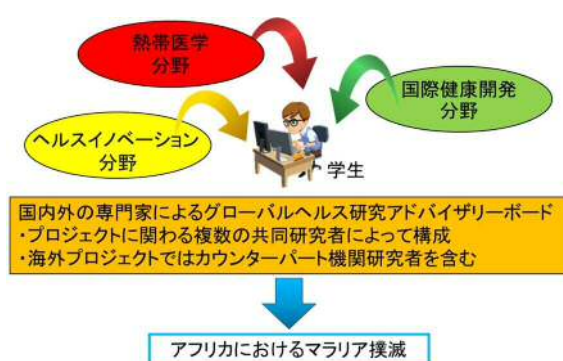 熱帯医学
分野
国際健康開発
分野
ヘルスイノベーション
分野
学生
国内外の専門家によるグローバルヘルス研究アドバイザリーボード
・プロジェクトに関わる複数の共同研究者によって構成
・海外プロジェクトではカウンターパート機関研究者を含む
アフリカにおけるマラリア撲滅